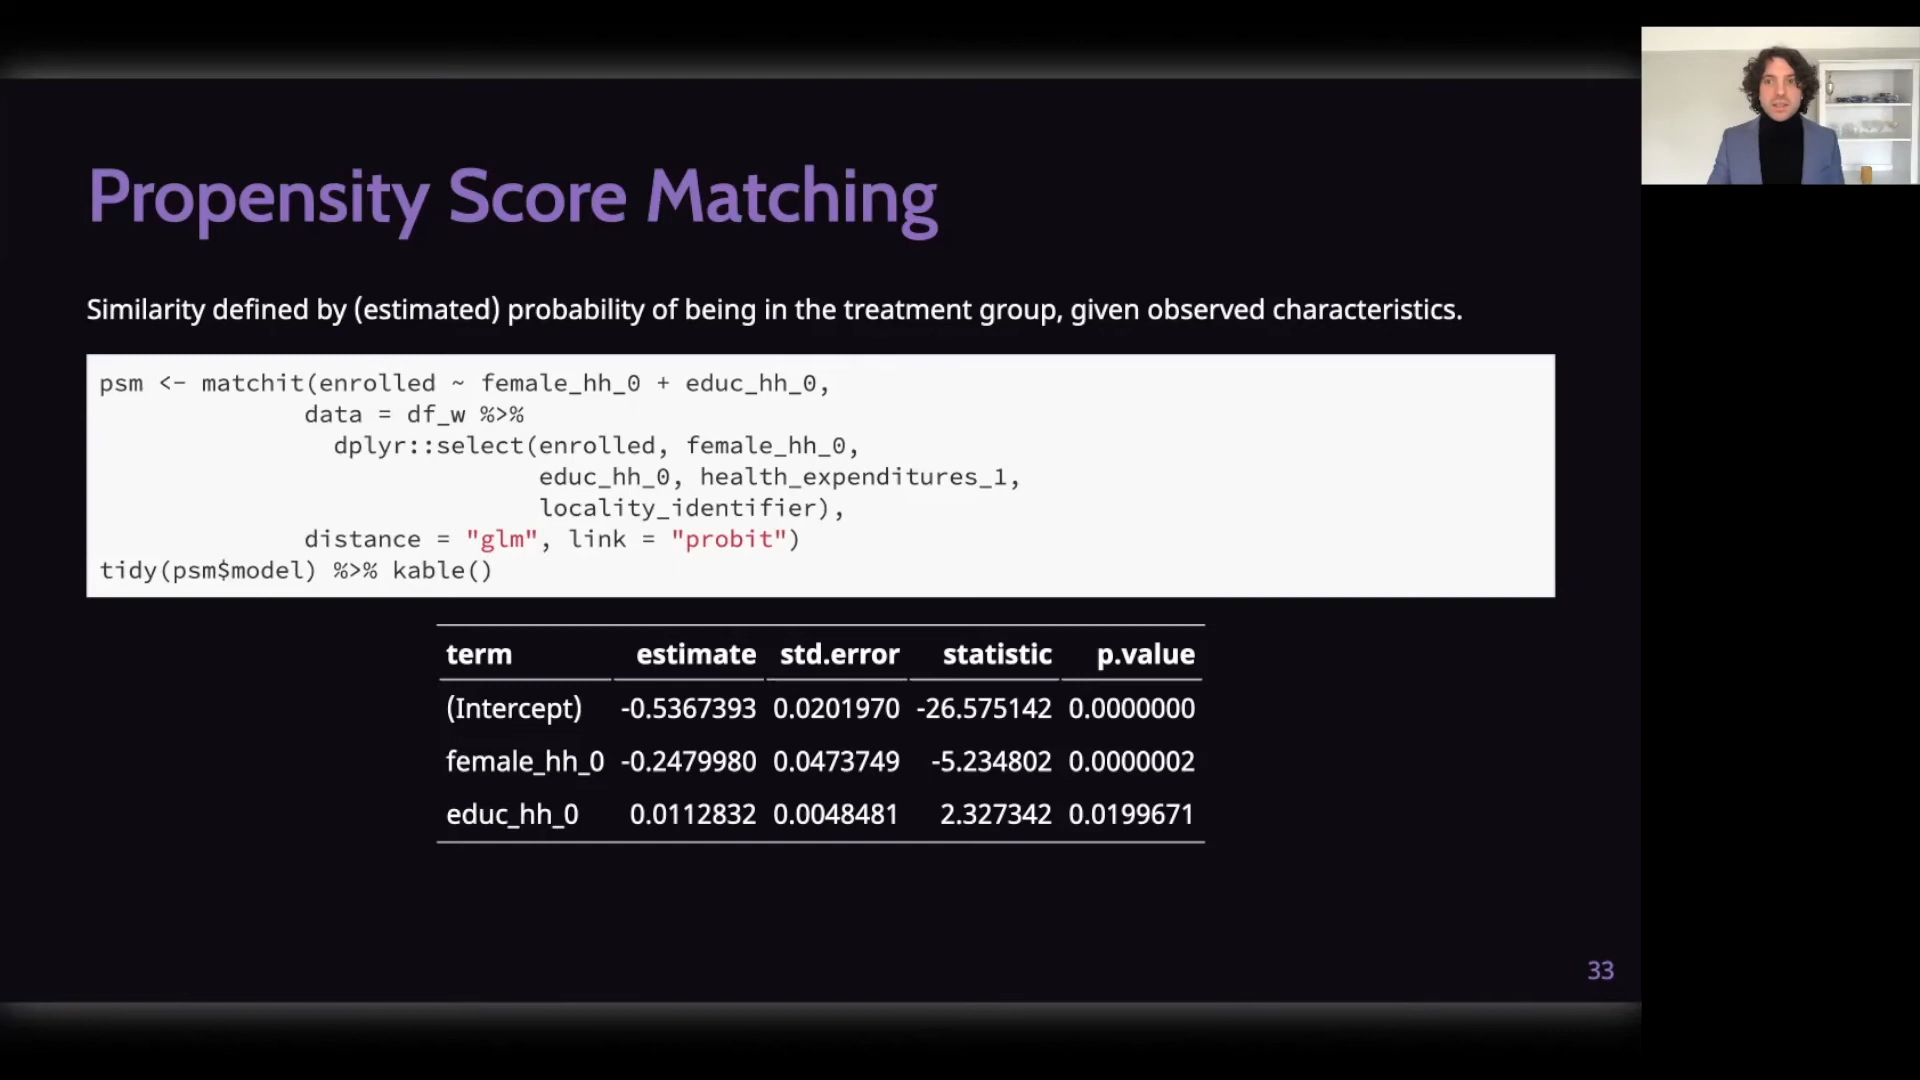 Propensity Score Matching
Similarity defined by (estimated) probability of being in the treatment group, given observed characteristics.
psm <- matchit(enrolled ~ female_hh_0 + educ_hh_0,
data = df_w %>%
dplyr::select(enrolled, female_hh_0,
educ_hh_0, health_expenditures_1,
locality_identifier),
distance = "glm", link = "probit")
tidy(psm$model) %>% kable()
term estimate std.error statistic p.value
(Intercept) -0.5367393 0.0201970 -26.575142 0.0000000
female_hh_0 -0.2479980 0.0473749 -5.234802 0.0000002
educ_hh_0 0.0112832 0.0048481 2.327342 0.0199671
33